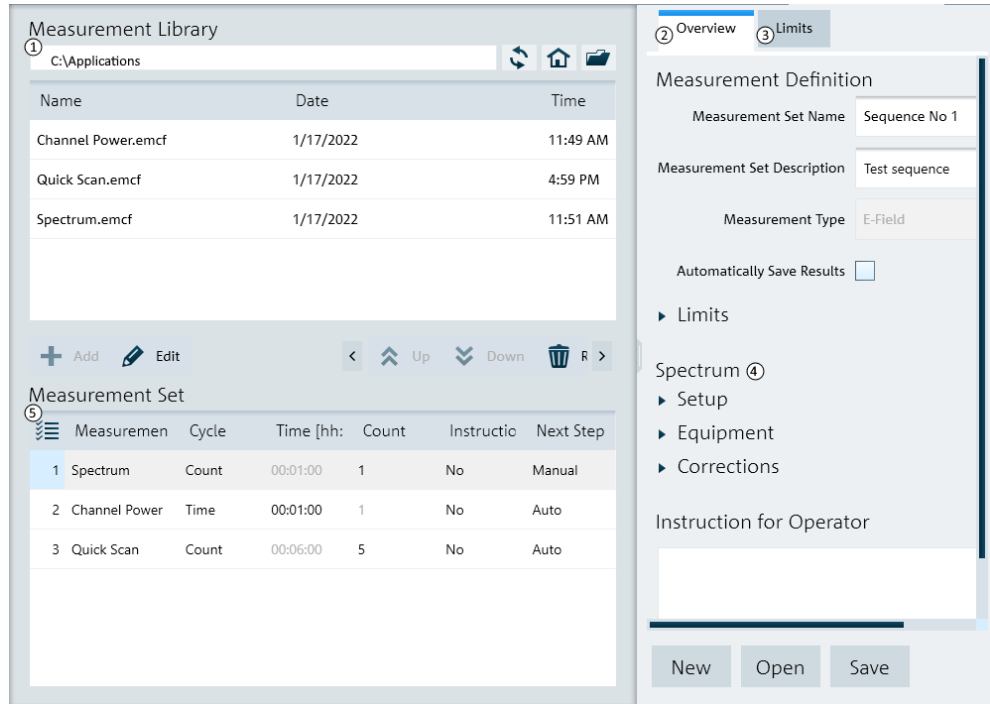 Measurement Library
① C:\Applications
Name Date Time
Channel Power.emcf 1/17/2022 11:49 AM
Quick Scan.emcf 1/17/2022 4:59 PM
Spectrum.emcf 1/17/2022 11:51 AM
Add Edit < Up Down R >
Measurement Set
⑤ Measuremen Cycle Time [hh: Count Instructio Next Step
1 Spectrum Count 00:01:00 1 No Manual
2 Channel Power Time 00:01:00 1 No Auto
3 Quick Scan Count 00:06:00 5 No Auto
② Overview ③ Limits
Measurement Definition
Measurement Set Name Sequence No 1
Measurement Set Description Test sequence
Measurement Type E-Field
Automatically Save Results
Limits
Spectrum ④
Setup
Equipment
Corrections
Instruction for Operator
New Open Save